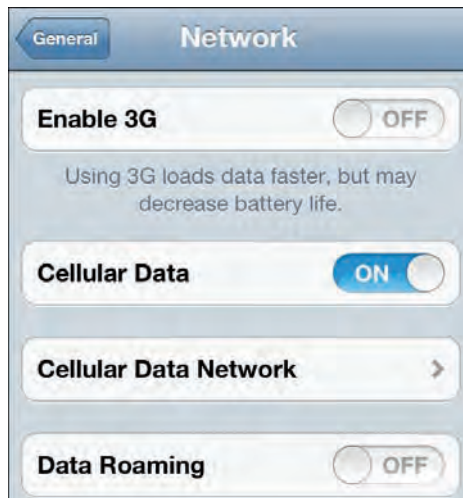 General
Network
Enable 3G
OFF
Using 3G loads data faster, but may
decrease battery life.
Cellular Data
ON
Cellular Data Network
Data Roaming
OFF